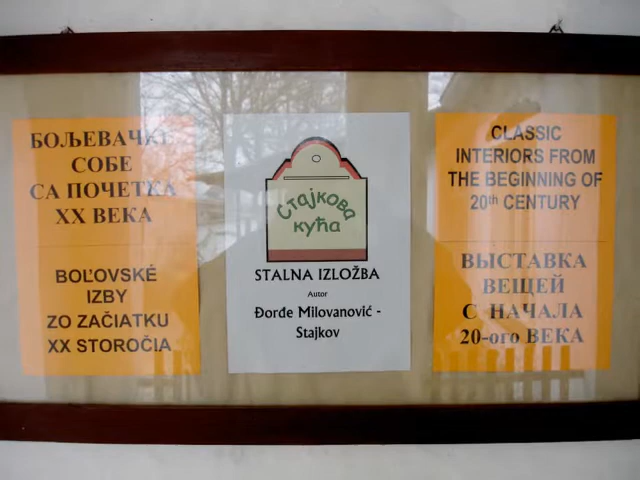 БОЉЕВАЧКЕ
СОБЕ
СА ПОЧЕТКА
XX ВЕКА
BOĽOVSKÉ
IZBY
ZO ZAČIATKU
XX STOROČIA
Стајкова
кућа
STALNA IZLOŽBA
Autor
Đorđe Milovanović -
Stajkov
CLASSIC
INTERIORS FROM
THE BEGINNING OF
20th CENTURY
ВЫСТАВКА
ВЕЩЕЙ
С НАЧАЛА
20-ого ВЕКА